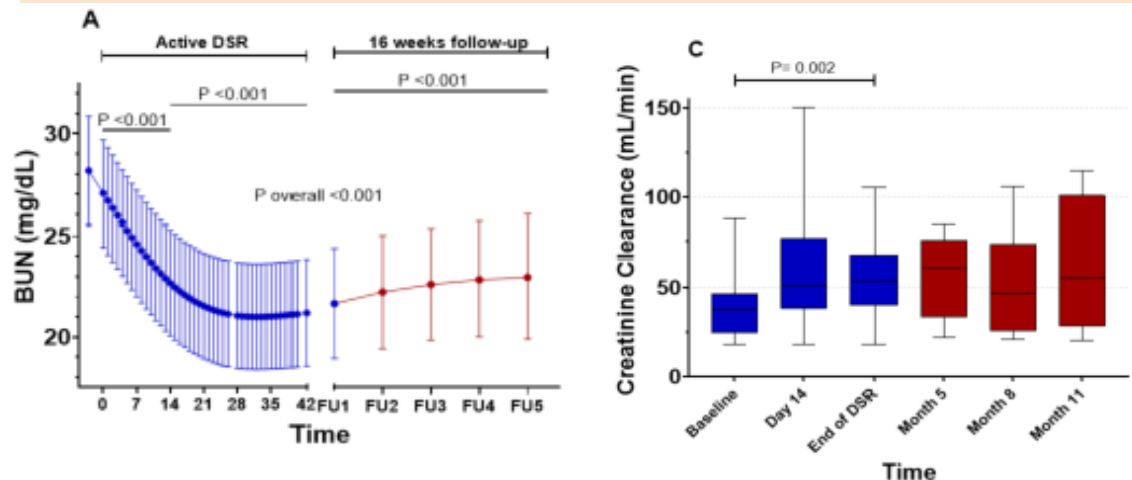 A
Active DSR
16 weeks follow-up
P <0.001
P <0.001
P <0.001
P overall <0.001
BUN (mg/dL)
30
25
20
0 7 14 21 28 35 42 FU1 FU2 FU3 FU4 FU5
Time
C
P= 0.002
Creatinine Clearance (mL/min)
150
100
50
0
Baseline
Day 14
End of DSR
Month 5
Month 8
Month 11
Time